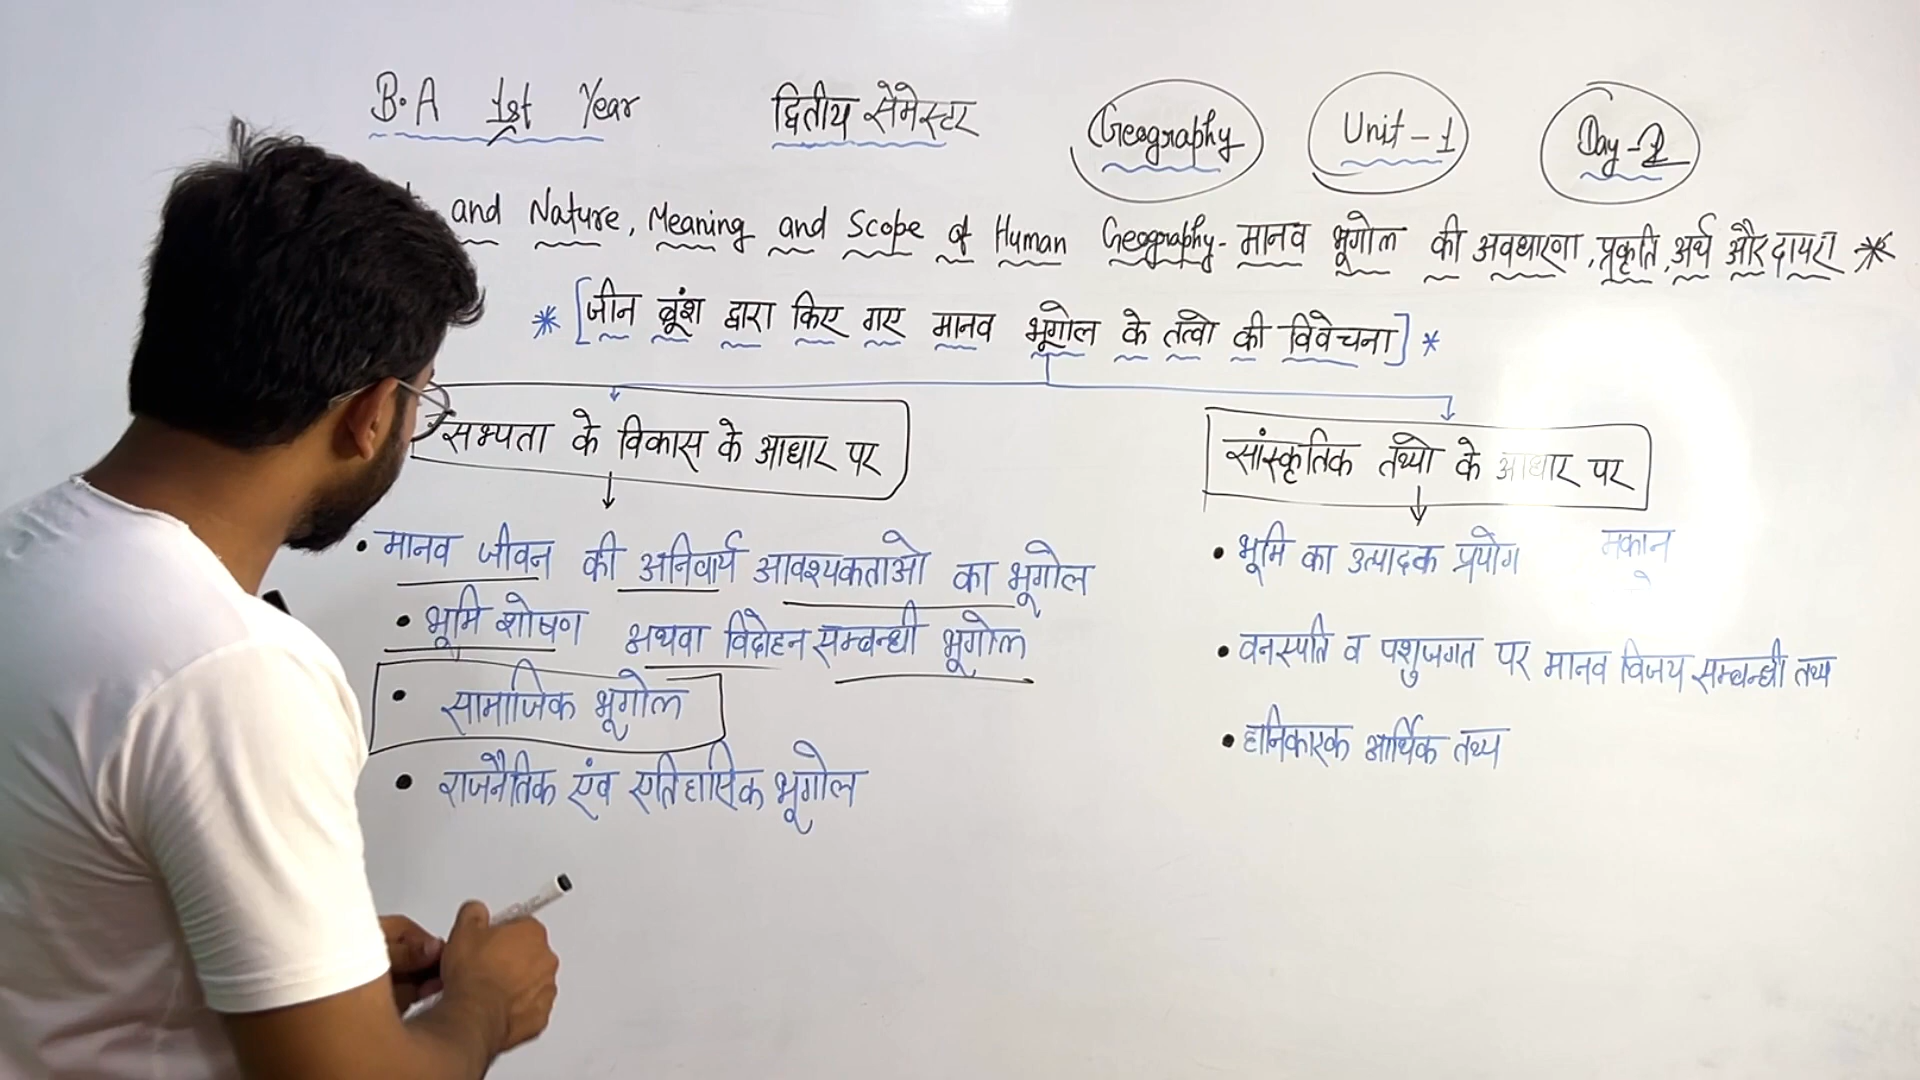 B.A 1st Year द्वितीय सेमेस्टर Geography Unit - 1 Day - 2
and Nature, Meaning and Scope of Human Geography - मानव भूगोल की अवधारणा, प्रकृति, अर्थ और दायरा *
* [जीन ब्रूंश द्वारा किए गए मानव भूगोल के तत्वो की विवेचना] *
सभ्यता के विकास के आधार पर
सांस्कृतिक तथ्यो के आधार पर
• मानव जीवन की अनिवार्य आवश्यकताओ का भूगोल
• भूमि शोषण अथवा विदोहन सम्बन्धी भूगोल
• सामाजिक भूगोल
• राजनैतिक एंव एतिहासिक भूगोल
• भूमि का उत्पादक प्रयोग मकान
• वनस्पति व पशुजगत पर मानव विजय सम्बन्धी तथ्य
• हानिकारक आर्थिक तथ्य